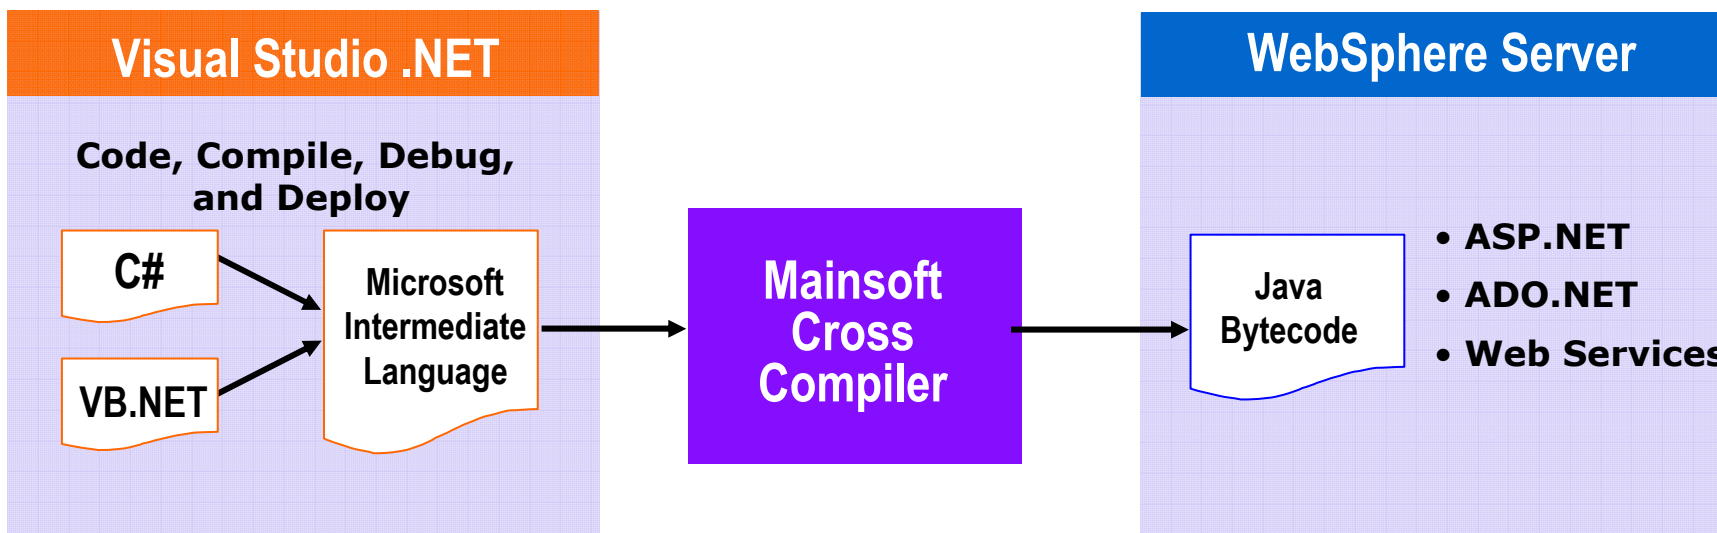 Visual Studio .NET
Code, Compile, Debug,
and Deploy
C#
VB.NET
Microsoft
Intermediate
Language
Mainsoft
Cross
Compiler
WebSphere Server
Java
Bytecode
• ASP.NET
• ADO.NET
• Web Services